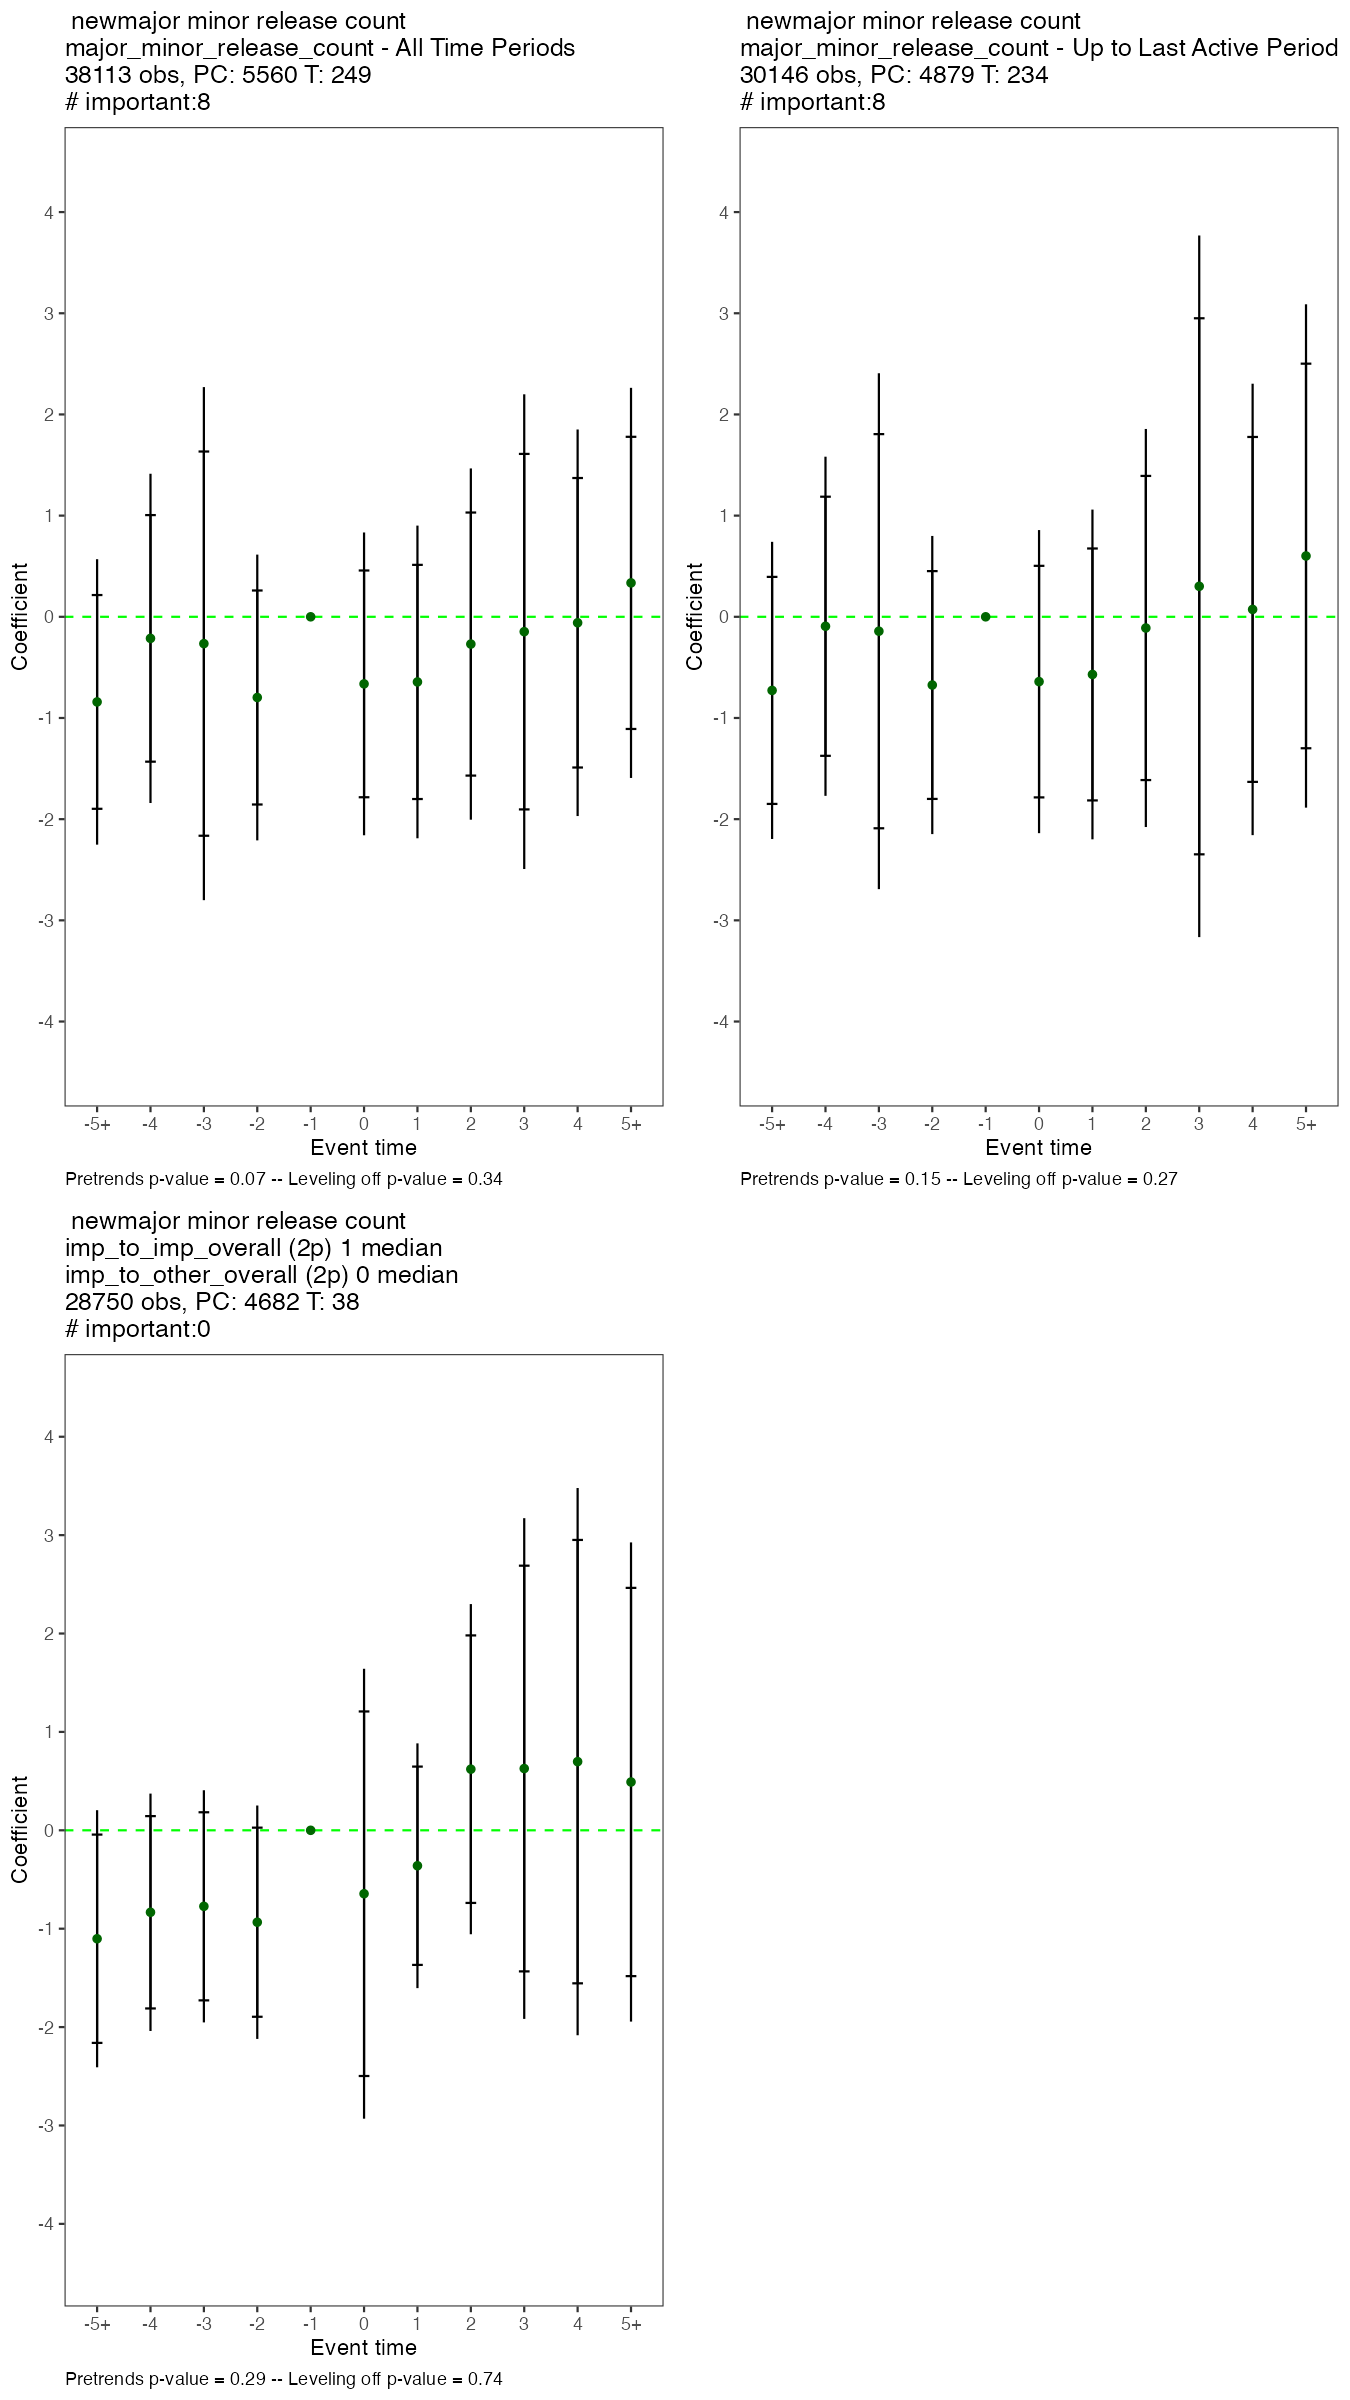 newmajor minor release count
major_minor_release_count - All Time Periods
38113 obs, PC: 5560 T: 249
# important:8
4
3
2
1
0
-1
-2
-3
-4
Coefficient
-5+ -4 -3 -2 -1 0 1 2 3 4 5+
Event time
Pretrends p-value = 0.07 -- Leveling off p-value = 0.34
newmajor minor release count
major_minor_release_count - Up to Last Active Period
30146 obs, PC: 4879 T: 234
# important:8
4
3
2
1
0
-1
-2
-3
-4
Coefficient
-5+ -4 -3 -2 -1 0 1 2 3 4 5+
Event time
Pretrends p-value = 0.15 -- Leveling off p-value = 0.27
newmajor minor release count
imp_to_imp_overall (2p) 1 median
imp_to_other_overall (2p) 0 median
28750 obs, PC: 4682 T: 38
# important:0
4
3
2
1
0
-1
-2
-3
-4
Coefficient
-5+ -4 -3 -2 -1 0 1 2 3 4 5+
Event time
Pretrends p-value = 0.29 -- Leveling off p-value = 0.74